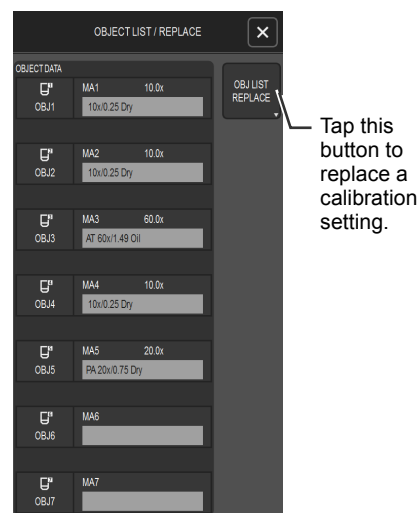 OBJECT LIST / REPLACE
OBJECT DATA
OBJ1
MA1 10.0x
10x/0.25 Dry
OBJ2
MA2 10.0x
10x/0.25 Dry
OBJ3
MA3 60.0x
AT 60x/1.49 Oil
OBJ4
MA4 10.0x
10x/0.25 Dry
OBJ5
MA5 20.0x
PA 20x/0.75 Dry
OBJ6
MA6
OBJ7
MA7
OBJ LIST
REPLACE
Tap this
button to
replace a
calibration
setting.